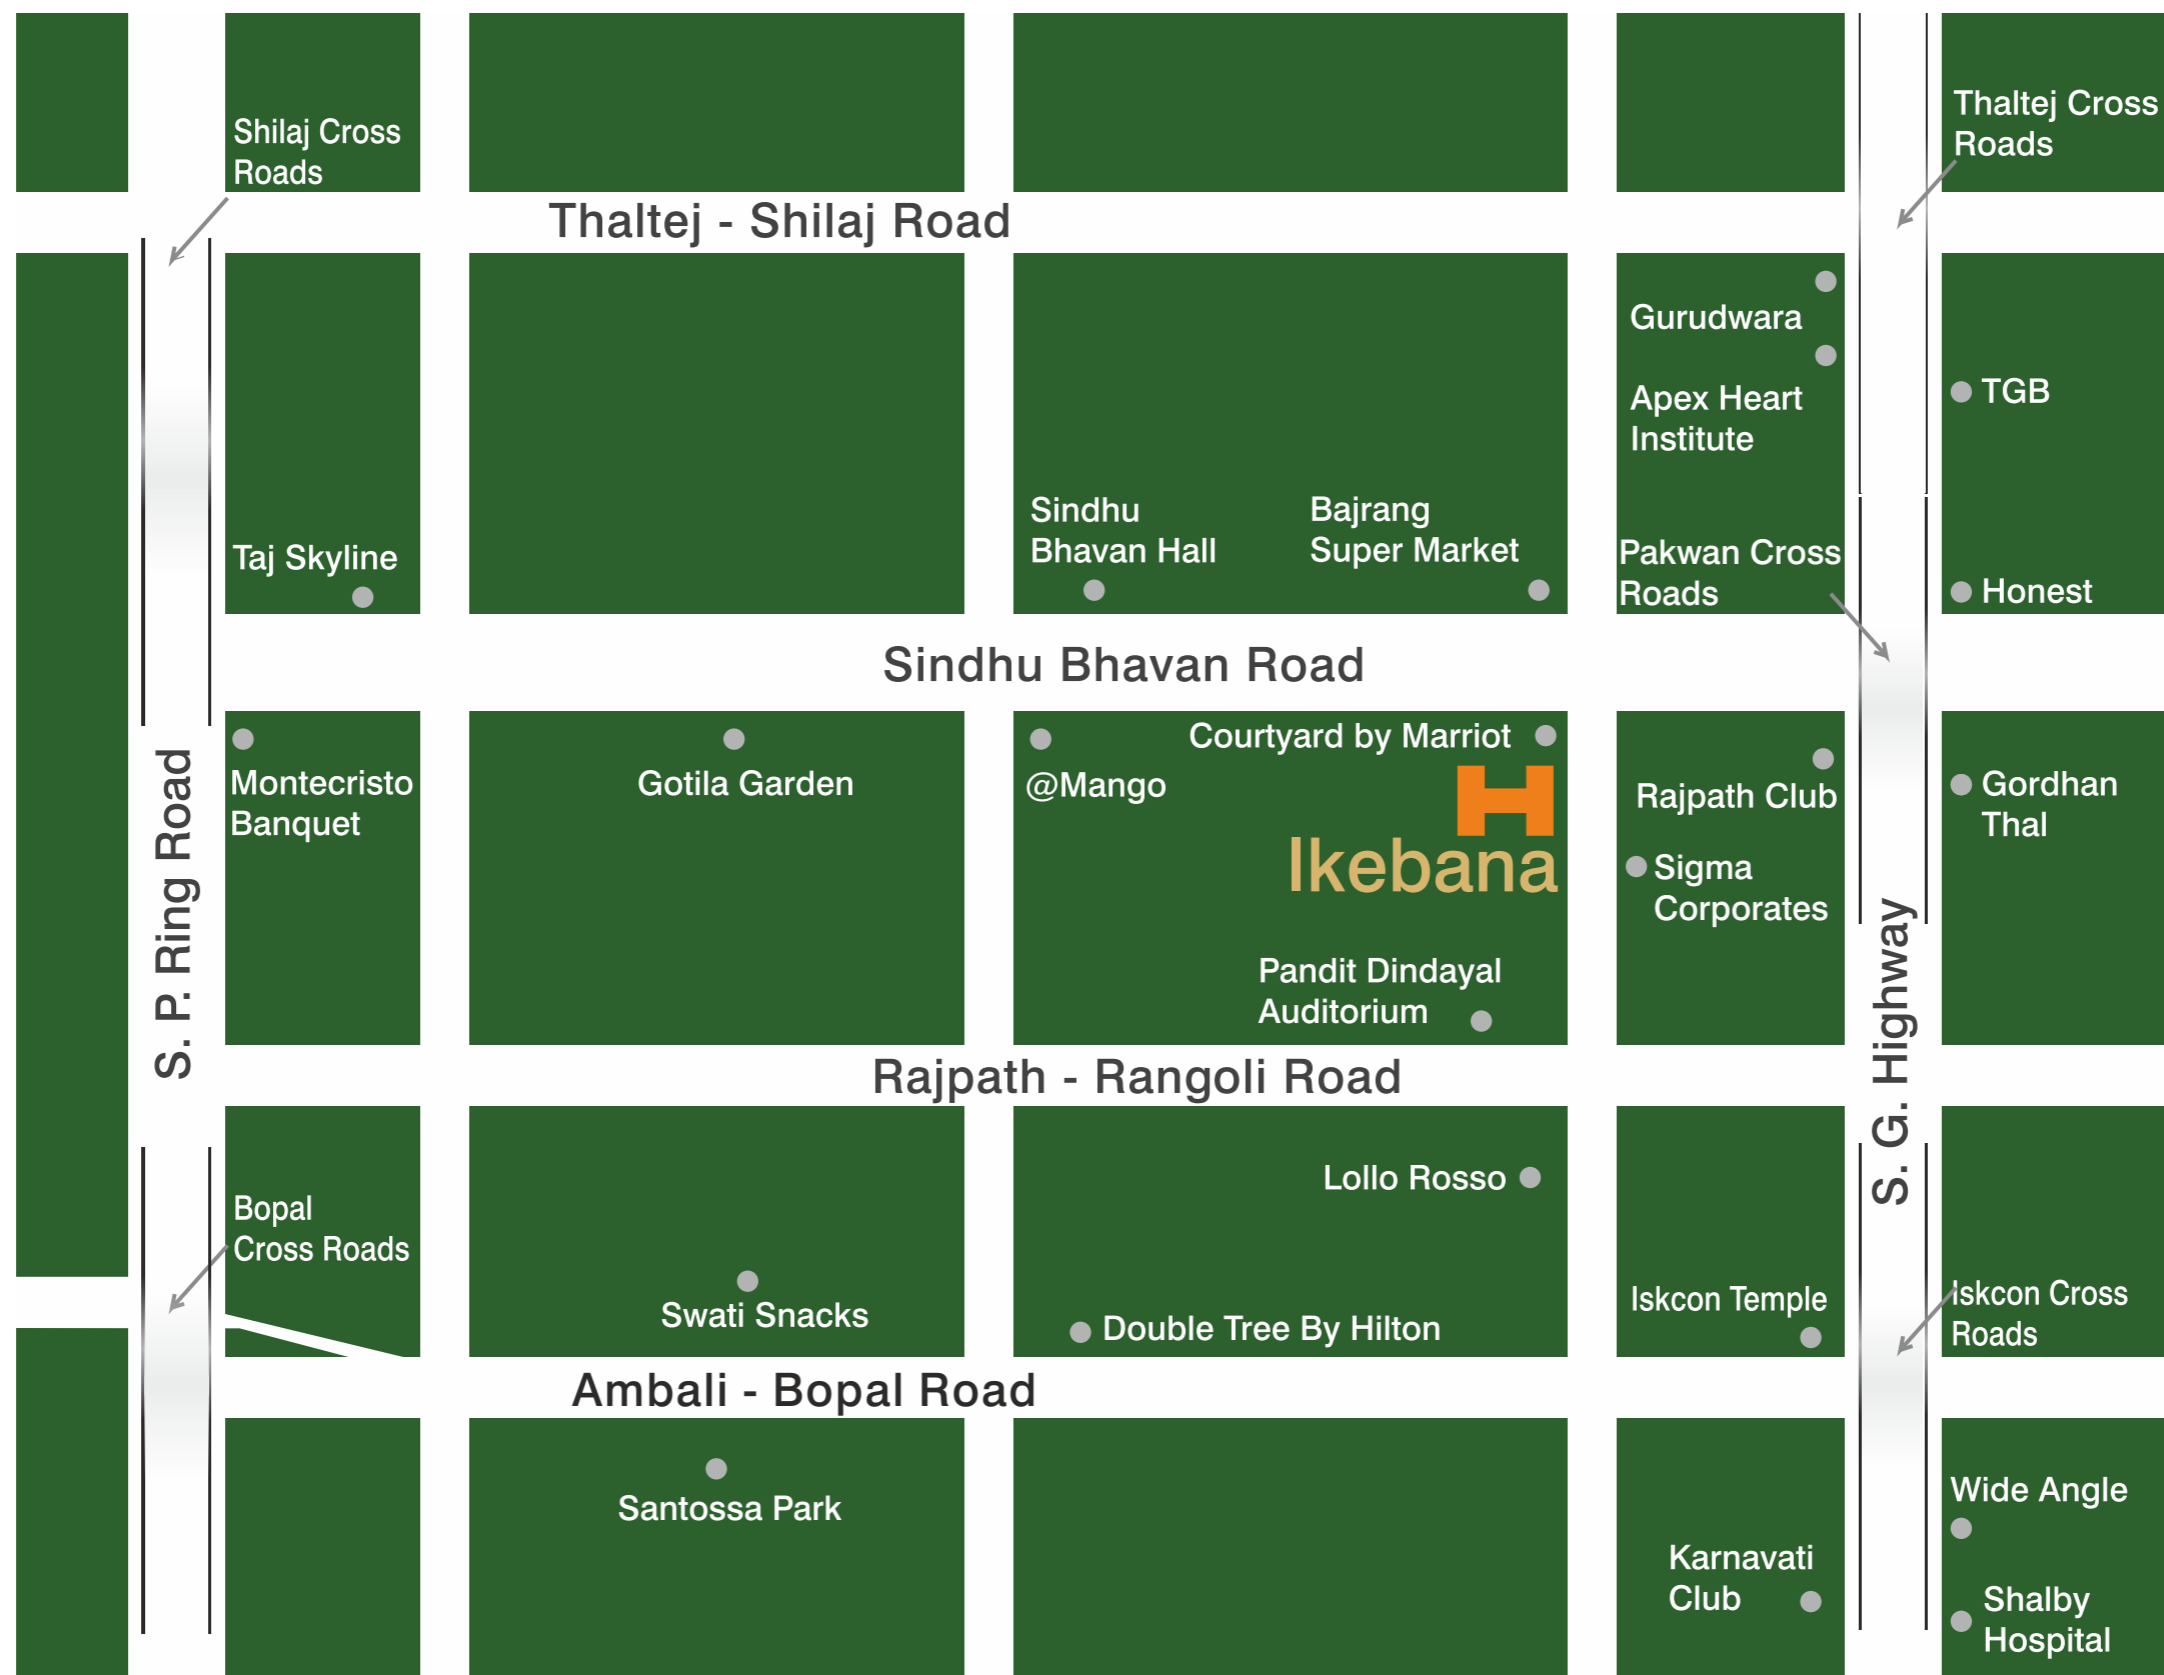 Shilaj Cross
Roads
Thaltej Cross
Roads
Thaltej - Shilaj Road
Gurudwara
Apex Heart
Institute
TGB
Sindhu
Bhavan Hall
Bajrang
Super Market
Taj Skyline
Pakwan Cross
Roads
Honest
Sindhu Bhavan Road
Montecristo
Banquet
Gotila Garden
@Mango
Courtyard by Marriot
Ikebana
Rajpath Club
Sigma
Corporates
Gordhan
Thal
S. P. Ring Road
Pandit Dindayal
Auditorium
S. G. Highway
Rajpath - Rangoli Road
Bopal
Cross Roads
Swati Snacks
Lollo Rosso
Double Tree By Hilton
Iskcon Temple
Iskcon Cross
Roads
Ambali - Bopal Road
Santossa Park
Karnavati
Club
Wide Angle
Shalby
Hospital